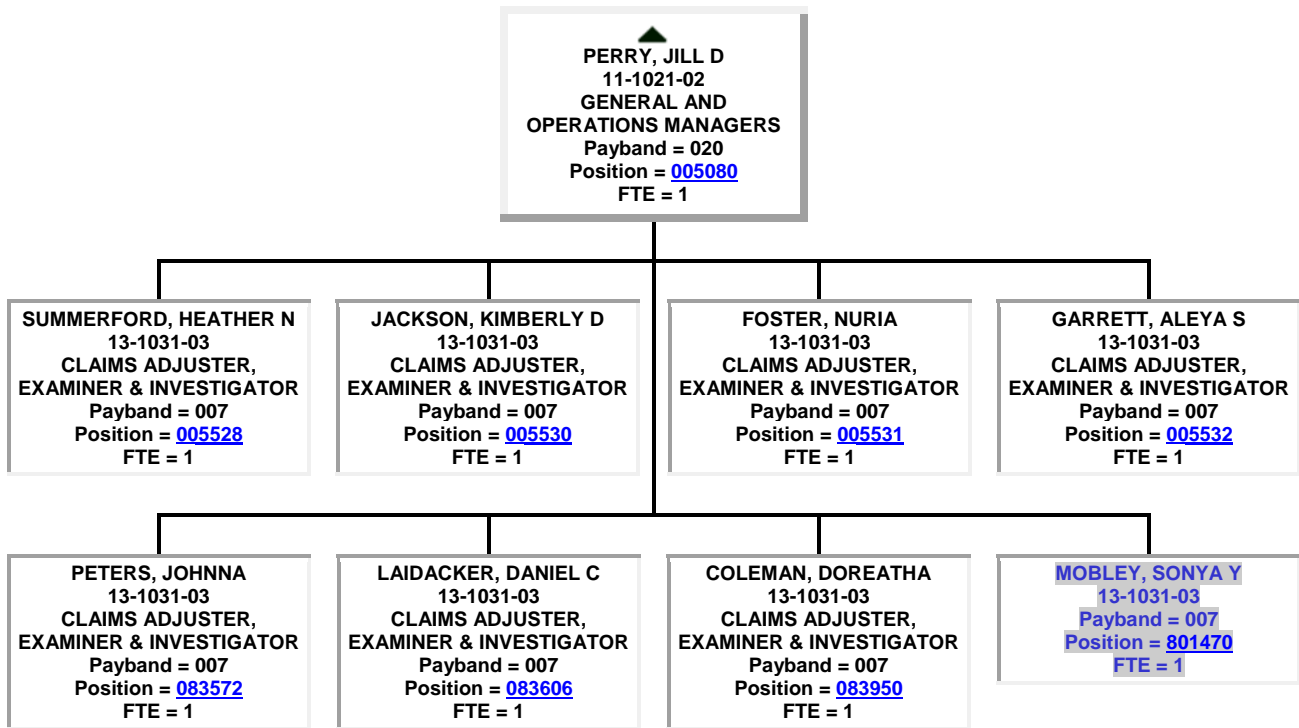 PERRY, JILL D
11-1021-02
GENERAL AND
OPERATIONS MANAGERS
Payband = 020
Position = 005080
FTE = 1
SUMMERFORD, HEATHER N
13-1031-03
CLAIMS ADJUSTER,
EXAMINER & INVESTIGATOR
Payband = 007
Position = 005528
FTE = 1
JACKSON, KIMBERLY D
13-1031-03
CLAIMS ADJUSTER,
EXAMINER & INVESTIGATOR
Payband = 007
Position = 005530
FTE = 1
FOSTER, NURIA
13-1031-03
CLAIMS ADJUSTER,
EXAMINER & INVESTIGATOR
Payband = 007
Position = 005531
FTE = 1
GARRETT, ALEYA S
13-1031-03
CLAIMS ADJUSTER,
EXAMINER & INVESTIGATOR
Payband = 007
Position = 005532
FTE = 1
PETERS, JOHNNA
13-1031-03
CLAIMS ADJUSTER,
EXAMINER & INVESTIGATOR
Payband = 007
Position = 083572
FTE = 1
LAIDACKER, DANIEL C
13-1031-03
CLAIMS ADJUSTER,
EXAMINER & INVESTIGATOR
Payband = 007
Position = 083606
FTE = 1
COLEMAN, DOREATHA
13-1031-03
CLAIMS ADJUSTER,
EXAMINER & INVESTIGATOR
Payband = 007
Position = 083950
FTE = 1
MOBLEY, SONYA Y
13-1031-03
Payband = 007
Position = 801470
FTE = 1